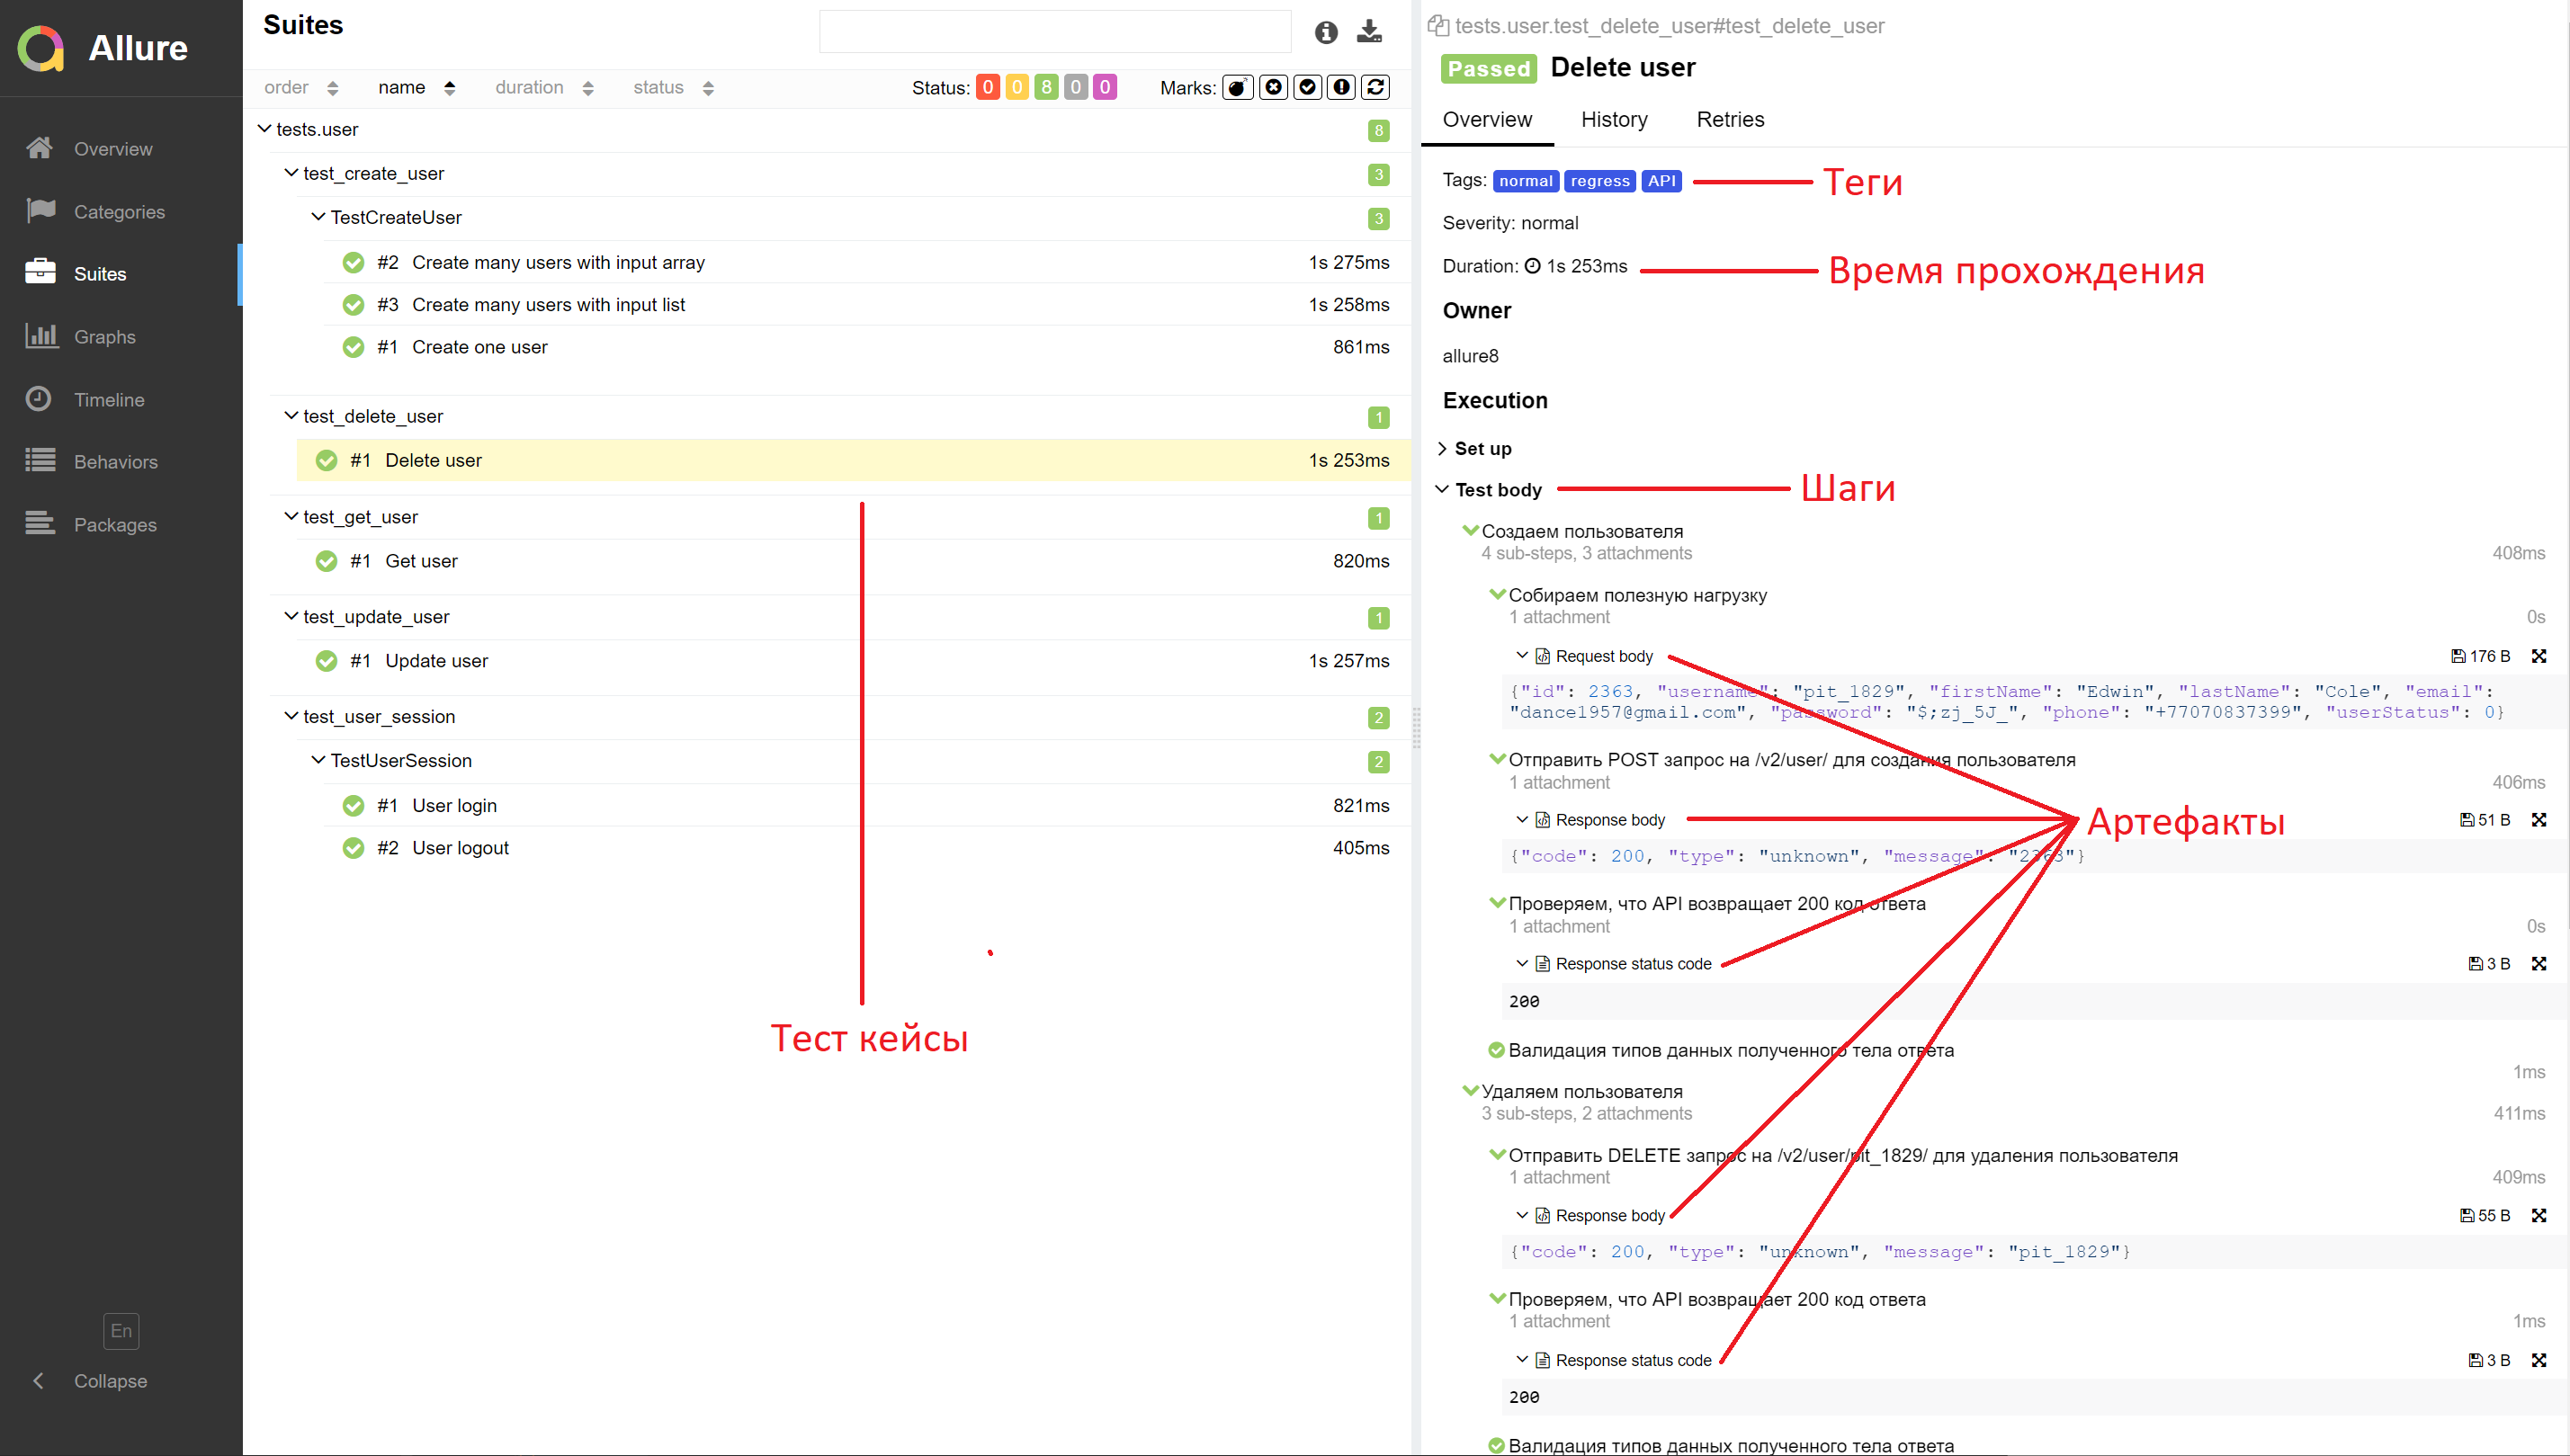 Allure
Overview
Categories
Suites
Graphs
Timeline
Behaviors
Packages
En
Collapse
Suites
order name duration status Status: 0 0 8 0 0 Marks:
tests.user 8
test_create_user 3
TestCreateUser 3
#2 Create many users with input array 1s 275ms
#3 Create many users with input list 1s 258ms
#1 Create one user 861ms
test_delete_user 1
#1 Delete user 1s 253ms
test_get_user 1
#1 Get user 820ms
test_update_user 1
#1 Update user 1s 257ms
test_user_session 2
TestUserSession 2
#1 User login 821ms
#2 User logout 405ms
Тест кейсы
tests.user.test_delete_user#test_delete_user
Passed Delete user
Overview History Retries
Tags: normal regress API Теги
Severity: normal
Duration: 1s 253ms Время прохождения
Owner
allure8
Execution
Set up
Test body Шаги
Создаем пользователя
4 sub-steps, 3 attachments 408ms
Собираем полезную нагрузку
1 attachment 0s
Request body 176 B
{"id": 2363, "username": "pit_1829", "firstName": "Edwin", "lastName": "Cole", "email":
"dance1957@gmail.com", "password": "$;zj_5J_", "phone": "+77070837399", "userStatus": 0}
Отправить POST запрос на /v2/user/ для создания пользователя
1 attachment 406ms
Response body 51 B
Артефакты
{"code": 200, "type": "unknown", "message": "2363"}
Проверяем, что API возвращает 200 код ответа
1 attachment 0s
Response status code 3 B
200
Валидация типов данных полученного тела ответа
1ms
Удаляем пользователя
3 sub-steps, 2 attachments 411ms
Отправить DELETE запрос на /v2/user/pit_1829/ для удаления пользователя
1 attachment 409ms
Response body 55 B
{"code": 200, "type": "unknown", "message": "pit_1829"}
Проверяем, что API возвращает 200 код ответа
1 attachment 1ms
Response status code 3 B
200
Валидация типов данных полученного тела ответа